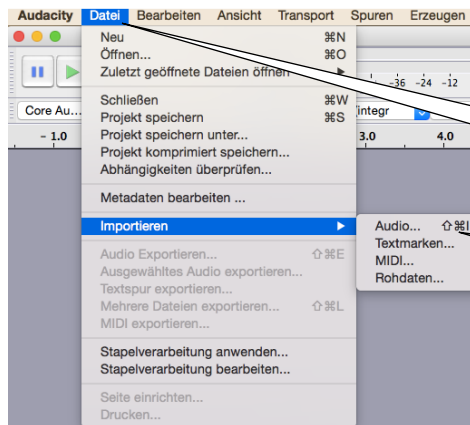 Audacity Datei Bearbeiten Ansicht Transport Spuren Erzeugen
Neu ⌘N
Öffnen... ⌘O
Zuletzt geöffnete Dateien öffnen ▶
-36 -24 -12
Schließen ⌘W
Core Au... Projekt speichern ⌘S
Projekt speichern unter...
- 1.0 Projekt komprimiert speichern... 3.0 4.0
Abhängigkeiten überprüfen...
Metadaten bearbeiten ...
Importieren ▶ Audio... ⇧⌘I
Textmarken...
MIDI...
Rohdaten...
Audio Exportieren... ⇧⌘E
Ausgewähltes Audio exportieren...
Textspur exportieren...
Mehrere Dateien exportieren... ⇧⌘L
MIDI exportieren...
Stapelverarbeitung anwenden...
Stapelverarbeitung bearbeiten...
Seite einrichten...
Drucken...